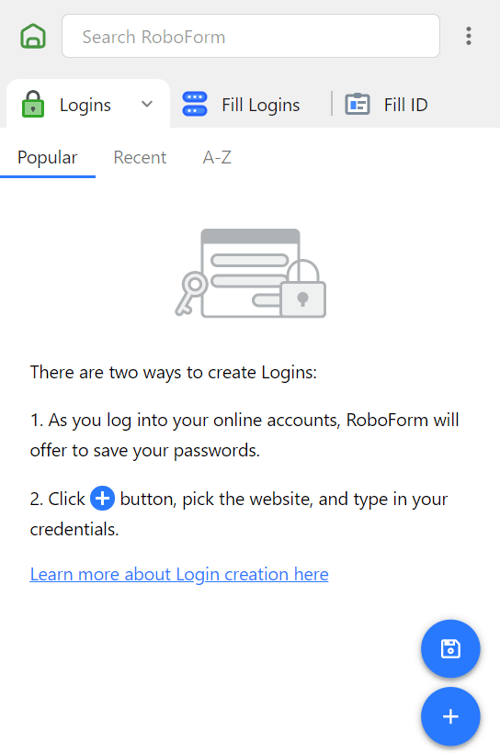 Search RoboForm
Logins Fill Logins Fill ID
Popular Recent A-Z
There are two ways to create Logins:
1. As you log into your online accounts, RoboForm will
offer to save your passwords.
2. Click button, pick the website, and type in your
credentials.
Learn more about Login creation here